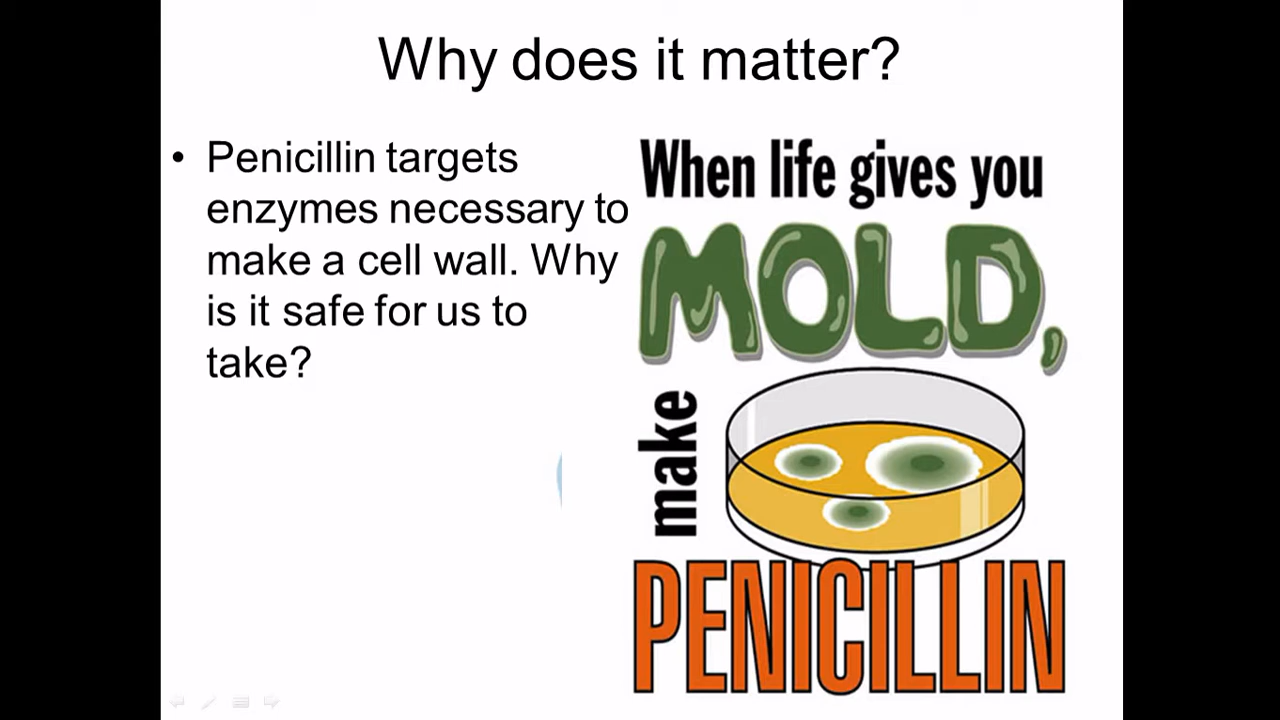 Why does it matter?
• Penicillin targets
enzymes necessary to
make a cell wall. Why
is it safe for us to
take?
When life gives you
MOLD,
make
PENICILLIN